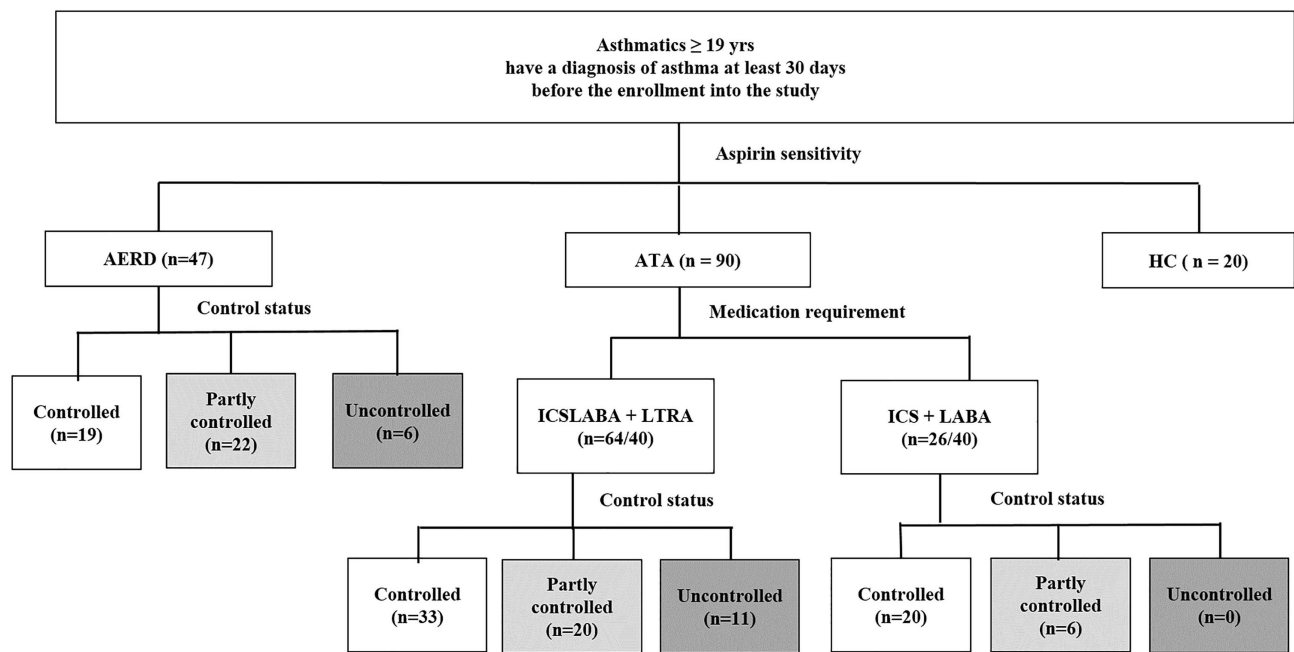 Asthmatics ≥ 19 yrs
have a diagnosis of asthma at least 30 days
before the enrollment into the study
Aspirin sensitivity
AERD (n=47)
ATA (n = 90)
HC ( n = 20)
Control status
Medication requirement
Controlled
(n=19)
Partly
controlled
(n=22)
Uncontrolled
(n=6)
ICSLABA + LTRA
(n=64/40)
ICS + LABA
(n=26/40)
Control status
Control status
Controlled
(n=33)
Partly
controlled
(n=20)
Uncontrolled
(n=11)
Controlled
(n=20)
Partly
controlled
(n=6)
Uncontrolled
(n=0)